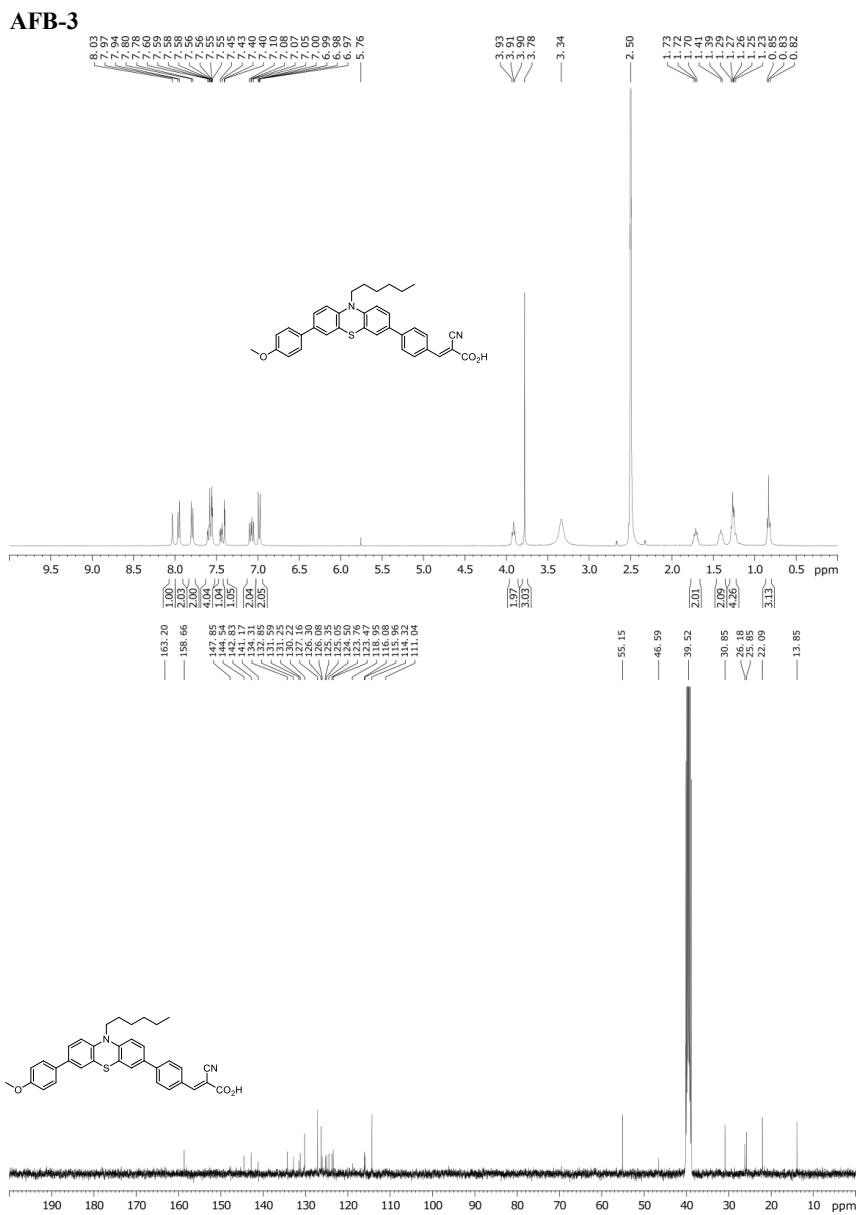 AFB-3
8.03 7.97 7.94 7.80 7.78 7.60 7.59 7.58 7.58 7.56 7.56 7.55 7.55 7.45 7.43 7.40 7.40 7.10 7.08 7.07 7.05 7.00 6.99 6.98 6.97 5.76 3.93 3.91 3.90 3.78 3.34 2.50 1.73 1.72 1.70 1.41 1.39 1.29 1.27 1.26 1.25 1.23 0.85 0.83 0.82
N
S
O
CN
CO₂H
9.5 9.0 8.5 8.0 7.5 7.0 6.5 6.0 5.5 5.0 4.5 4.0 3.5 3.0 2.5 2.0 1.5 1.0 0.5 ppm
1.00 2.03 2.00 4.04 1.04 1.05 2.04 2.05 1.97 3.03 2.01 2.09 4.26 3.13
163.20 158.66 147.85 144.54 142.83 141.17 134.31 132.85 131.59 131.25 130.22 127.16 126.30 126.08 125.35 125.05 124.50 123.76 123.47 118.95 116.08 115.96 114.32 111.04 55.15 46.59 39.52 30.85 26.18 25.85 22.09 13.85
N
S
O
CN
CO₂H
190 180 170 160 150 140 130 120 110 100 90 80 70 60 50 40 30 20 10 ppm